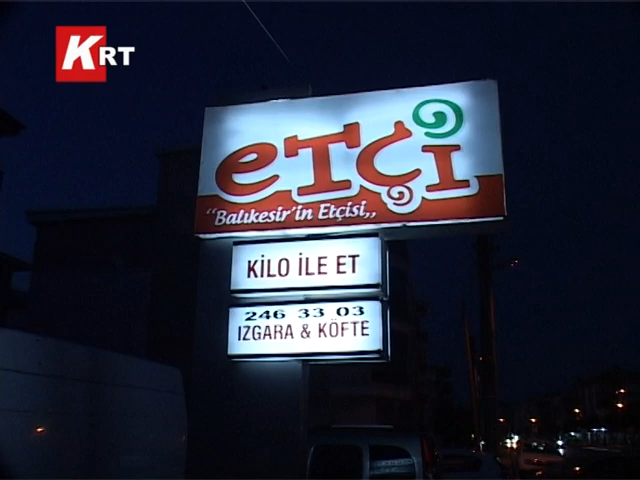 KRT
etçi
"Balıkesir'in Etçisi,,
KİLO İLE ET
246 33 03
IZGARA & KÖFTE